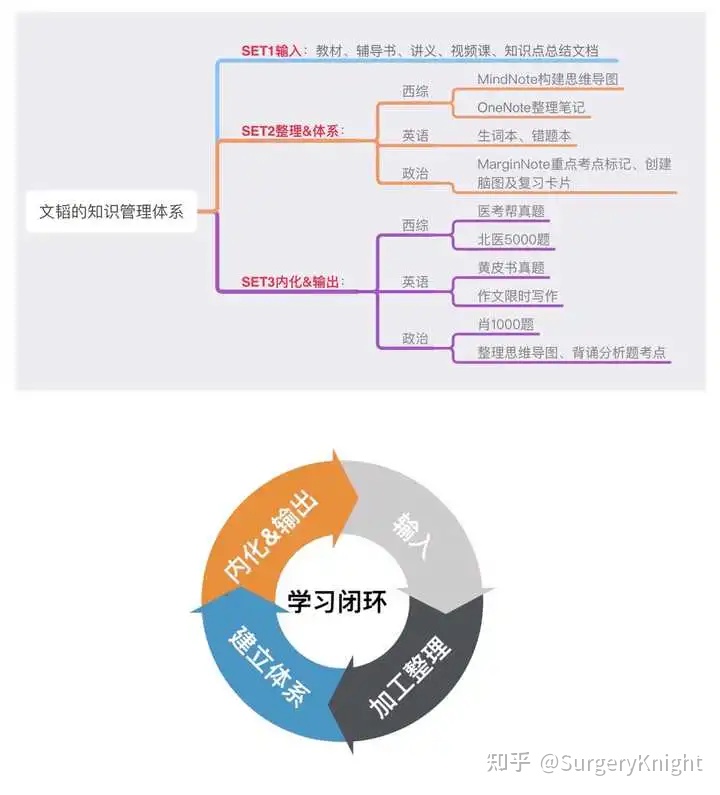 SET1输入：教材、辅导书、讲义、视频课、知识点总结文档
西综
MindNote构建思维导图
OneNote整理笔记
SET2整理&体系：
英语
生词本、错题本
政治
MarginNote重点考点标记、创建
脑图及复习卡片
文韬的知识管理体系
西综
医考帮真题
北医5000题
SET3内化&输出：
英语
黄皮书真题
作文限时写作
政治
肖1000题
整理思维导图、背诵分析题考点
内化&输出
输入
学习闭环
建立体系
加工整理
知乎 @SurgeryKnight